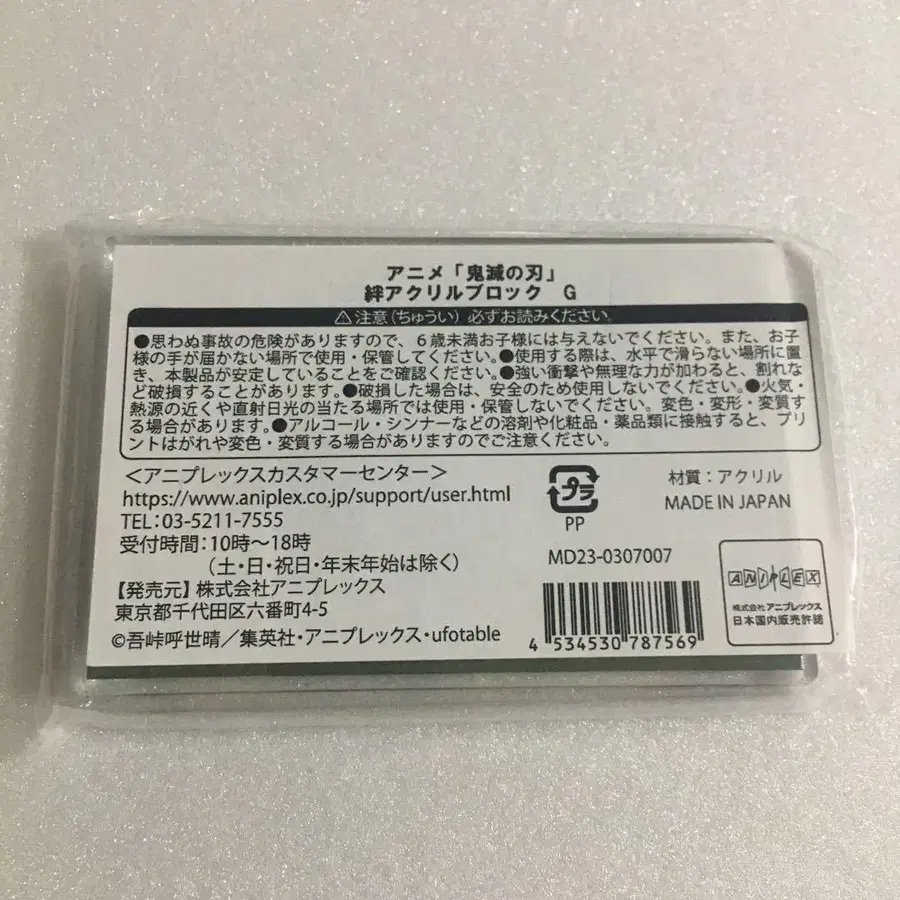 アニメ「鬼滅の刃」
絆アクリルブロック G
⚠注意(ちゅうい) 必ずお読みください。
●思わぬ事故の危険がありますので、6歳未満お子様には与えないでください。また、お子
様の手が届かない場所で使用・保管してください。●使用する際は、水平で滑らない場所に置
き、本製品が安定していることをご確認ください。●強い衝撃や無理な力が加わると、割れな
ど破損することがあります。●破損した場合は、安全のため使用しないでください。●火気・
熱源の近くや直射日光の当たる場所では使用・保管しないでください。変色・変形・変質す
る場合があります。●アルコール・シンナーなどの溶剤や化粧品・薬品類に接触すると、プリ
ントはがれや変色・変質する場合がありますのでご注意ください。
<アニプレックスカスタマーセンター>
https://www.aniplex.co.jp/support/user.html
TEL:03-5211-7555
受付時間:10時～18時
(土・日・祝日・年末年始は除く)
【発売元】株式会社アニプレックス
東京都千代田区六番町4-5
©吾峠呼世晴/集英社・アニプレックス・ufotable
プラ
PP
材質:アクリル
MADE IN JAPAN
MD23-0307007
4 534530 787569
ANIPLEX
株式会社アニプレックス
日本国内販売許諾